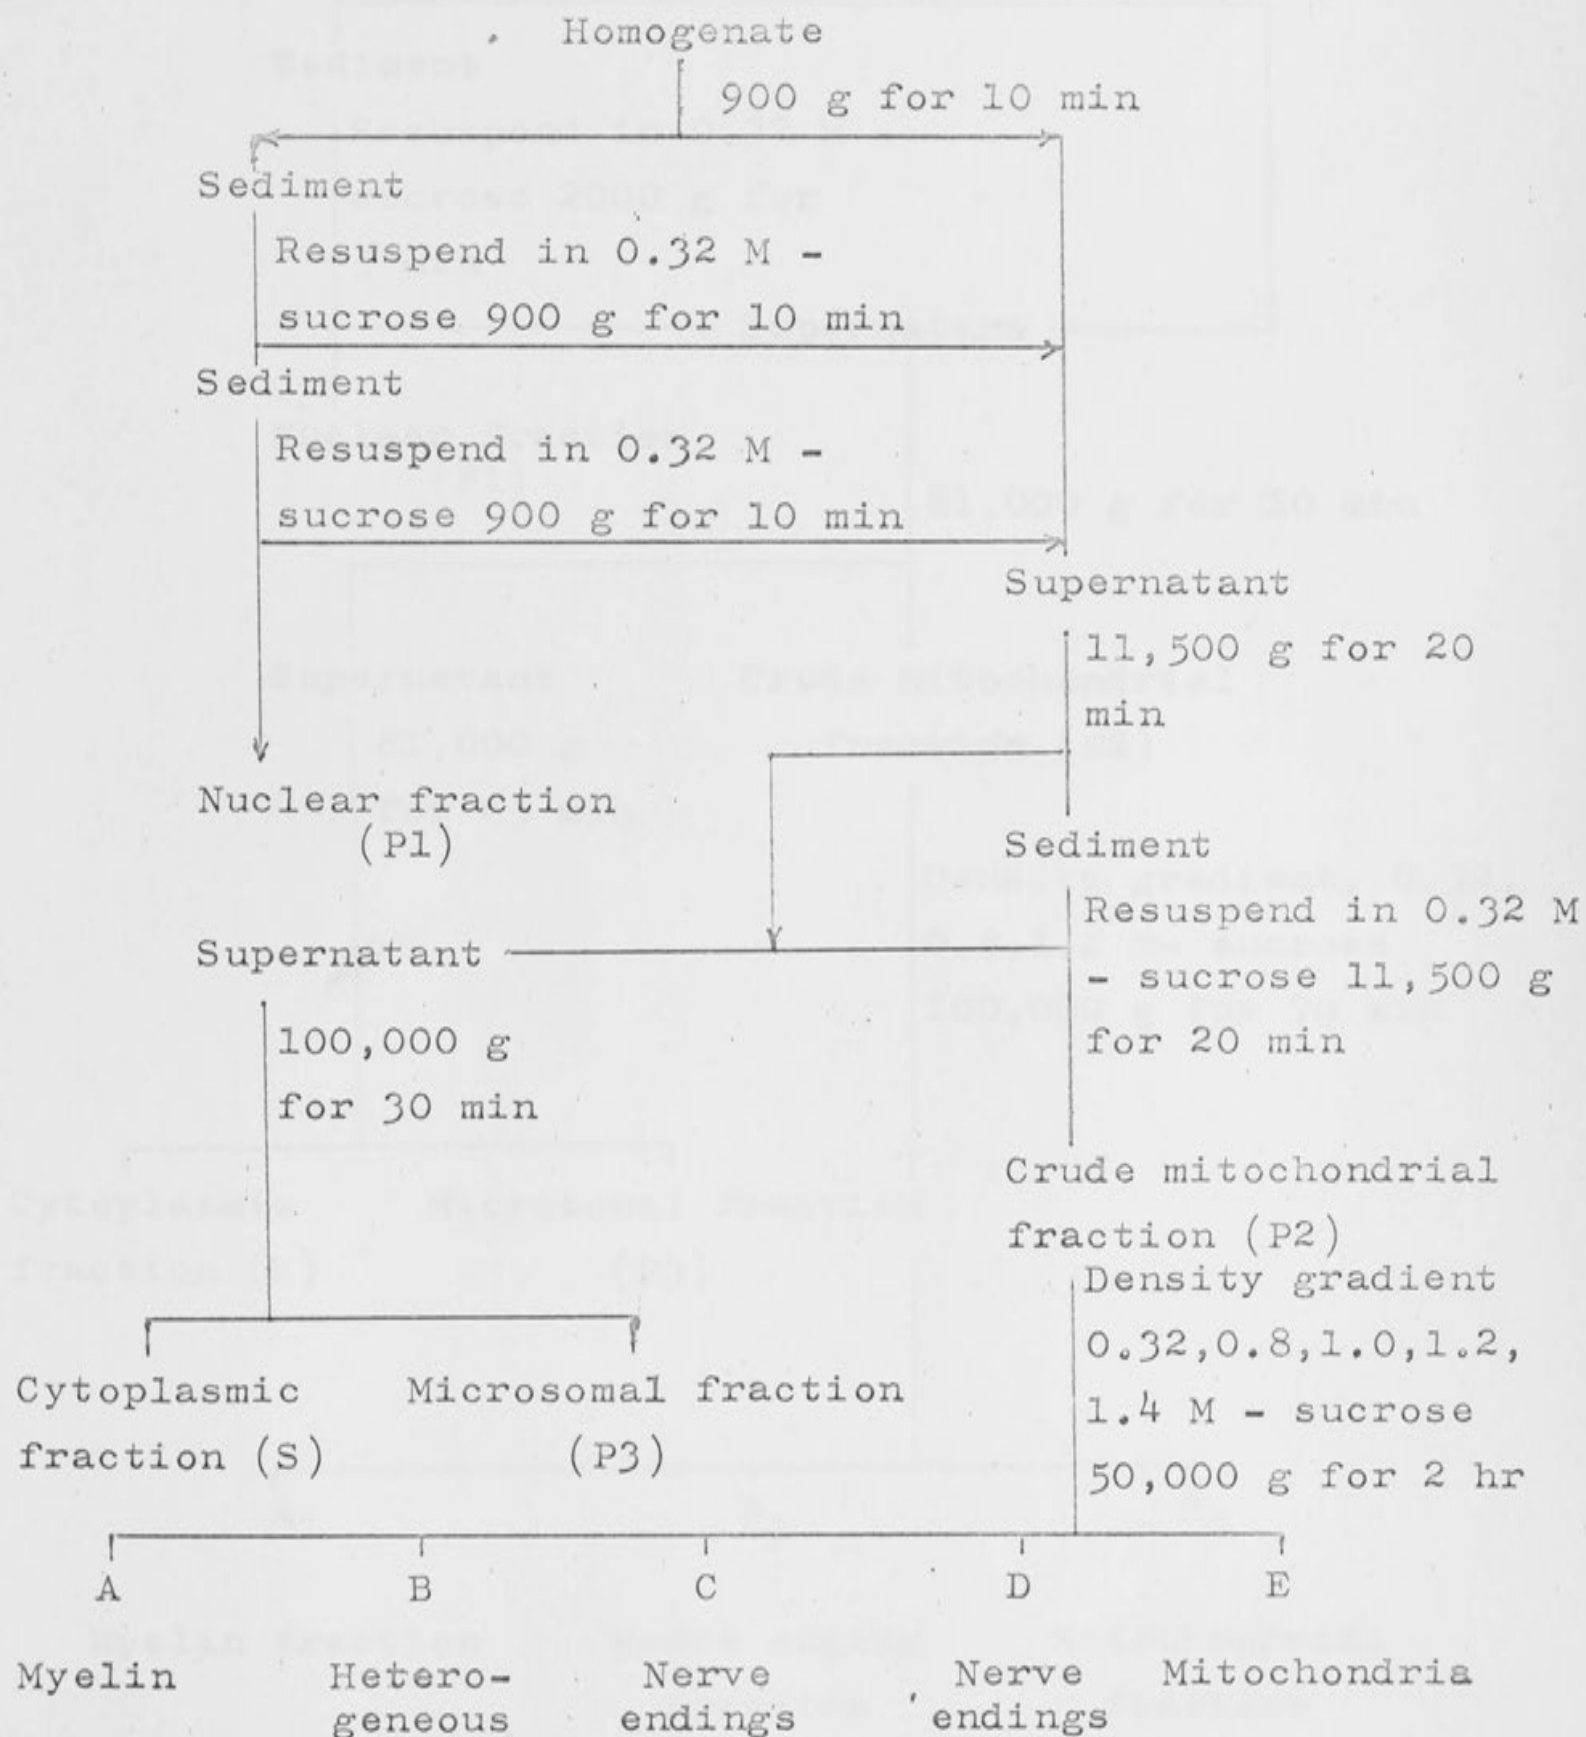 Homogenate
900 g for 10 min
Sediment
Resuspend in 0.32 M -
sucrose 900 g for 10 min
Sediment
Resuspend in 0.32 M -
sucrose 900 g for 10 min
Supernatant
11,500 g for 20
min
Nuclear fraction
(P1)
Sediment
Resuspend in 0.32 M
- sucrose 11,500 g
for 20 min
Supernatant
100,000 g
for 30 min
Crude mitochondrial
fraction (P2)
Density gradient
0.32,0.8,1.0,1.2,
1.4 M - sucrose
50,000 g for 2 hr
Cytoplasmic
fraction (S)
Microsomal fraction
(P3)
A B C D E
Myelin Hetero- Nerve Nerve Mitochondria
geneous endings endings